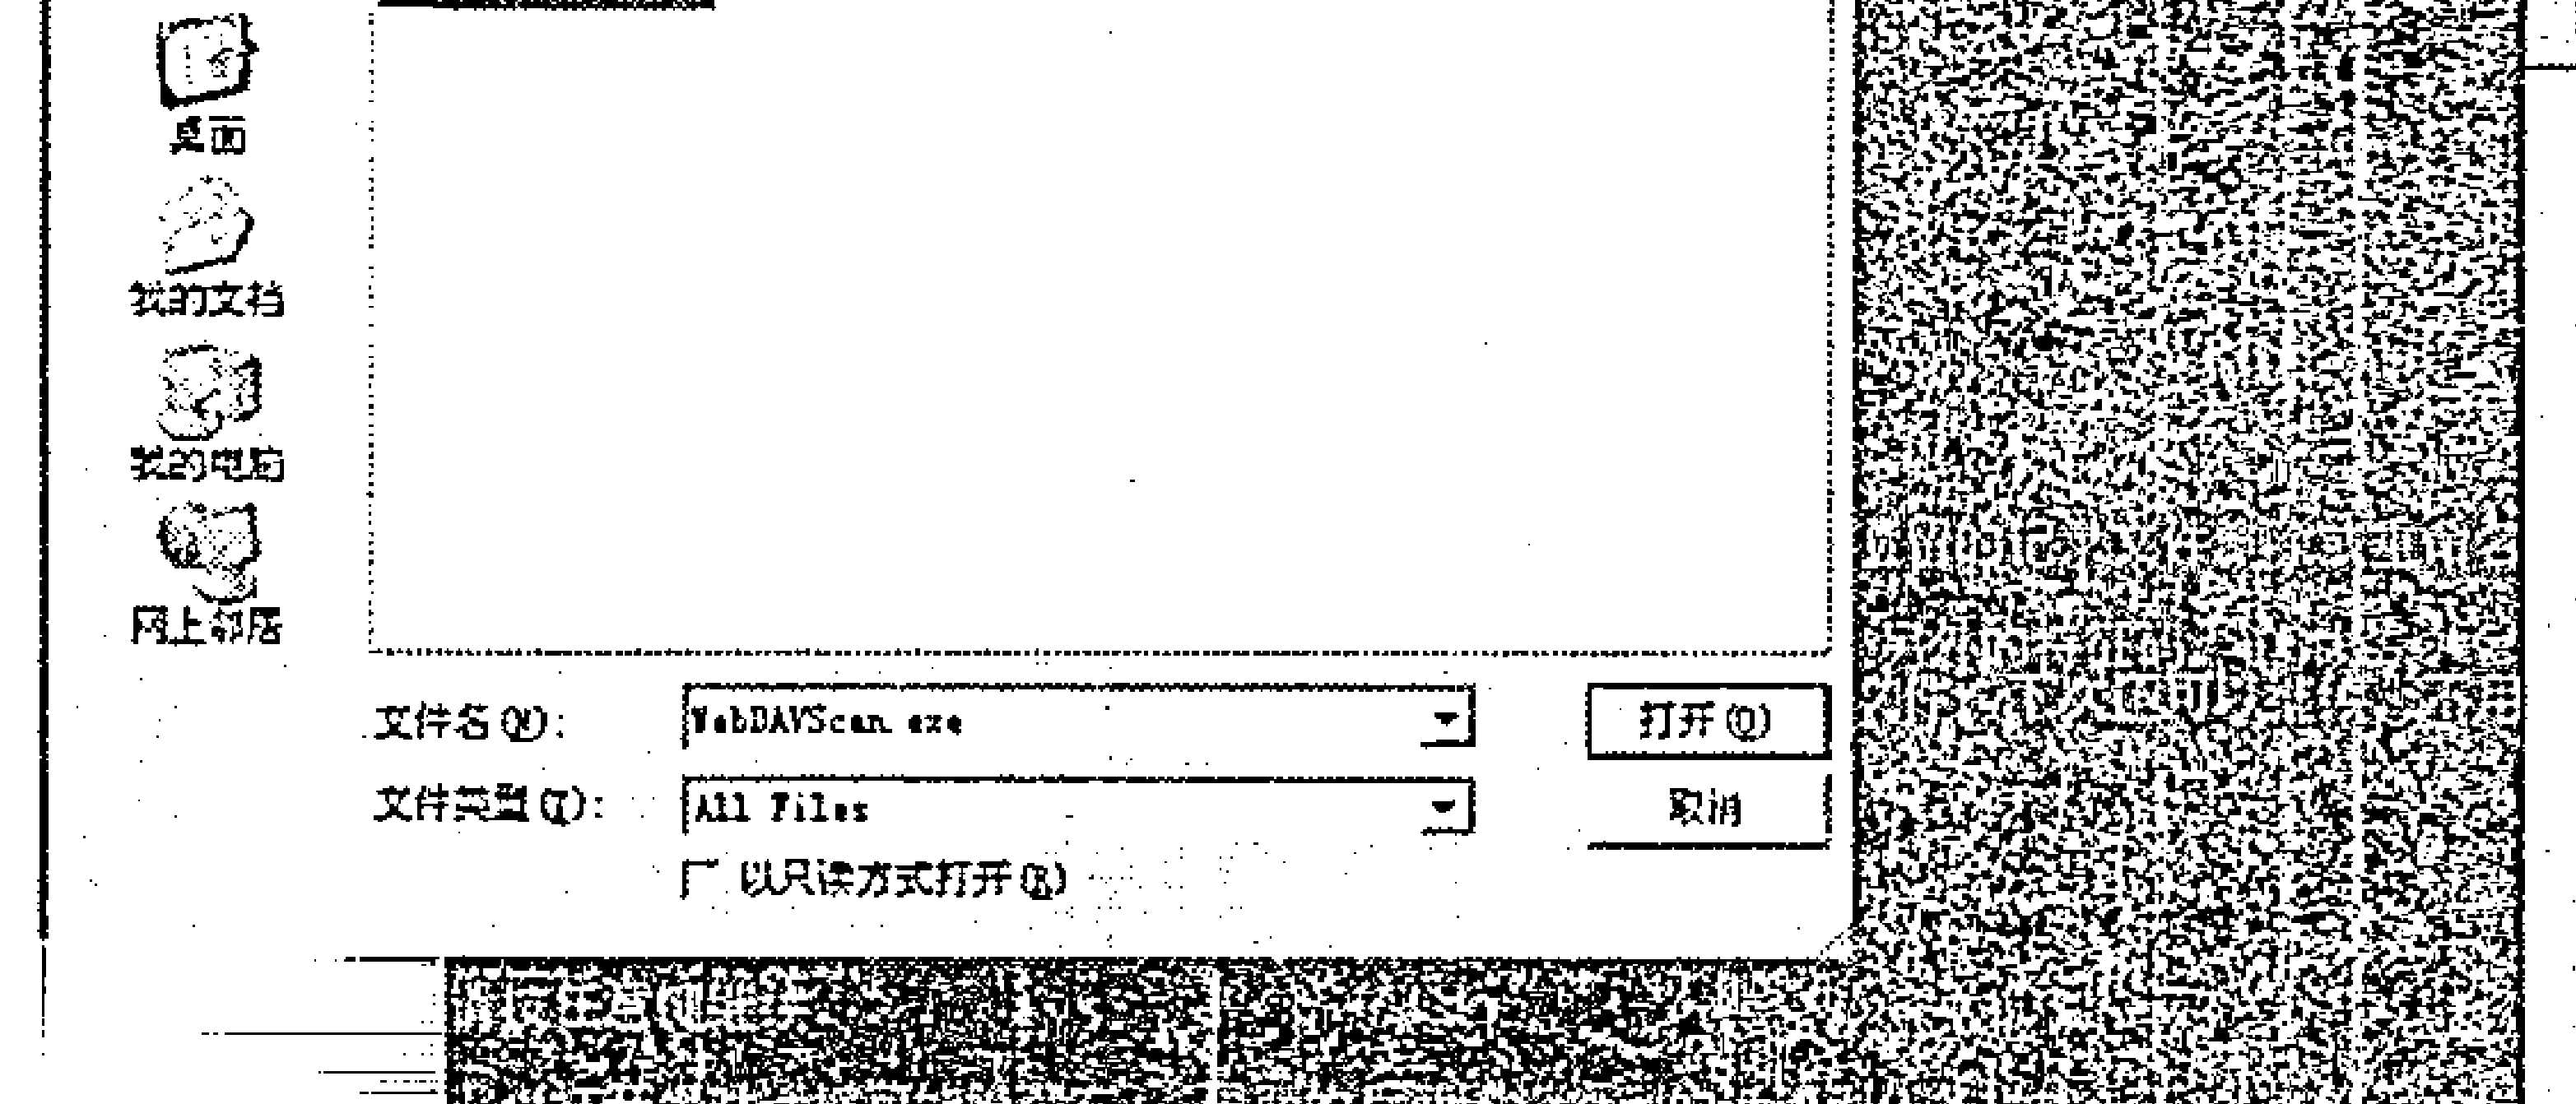 桌面
我的文档
我的电脑
网上邻居
文件名(N): WebDAVScan.exe 打开(O)
文件类型(T): All Files 取消
以只读方式打开(R)